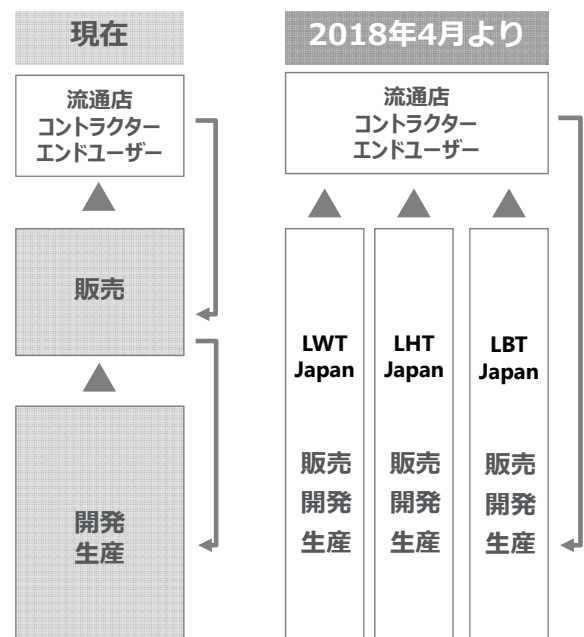 現在
流通店
コントラクター
エンドユーザー
販売
開発
生産
2018年4月より
流通店
コントラクター
エンドユーザー
LWT
Japan
販売
開発
生産
LHT
Japan
販売
開発
生産
LBT
Japan
販売
開発
生産